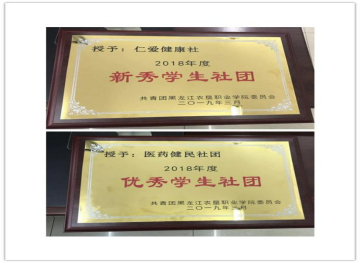 授予：仁爱健康社
2018年度
新秀学生社团
共青团黑龙江农垦职业学院委员会
二〇一九年三月
授予：医药健民社团
2018年度
优秀学生社团
共青团黑龙江农垦职业学院委员会
二〇一九年三月